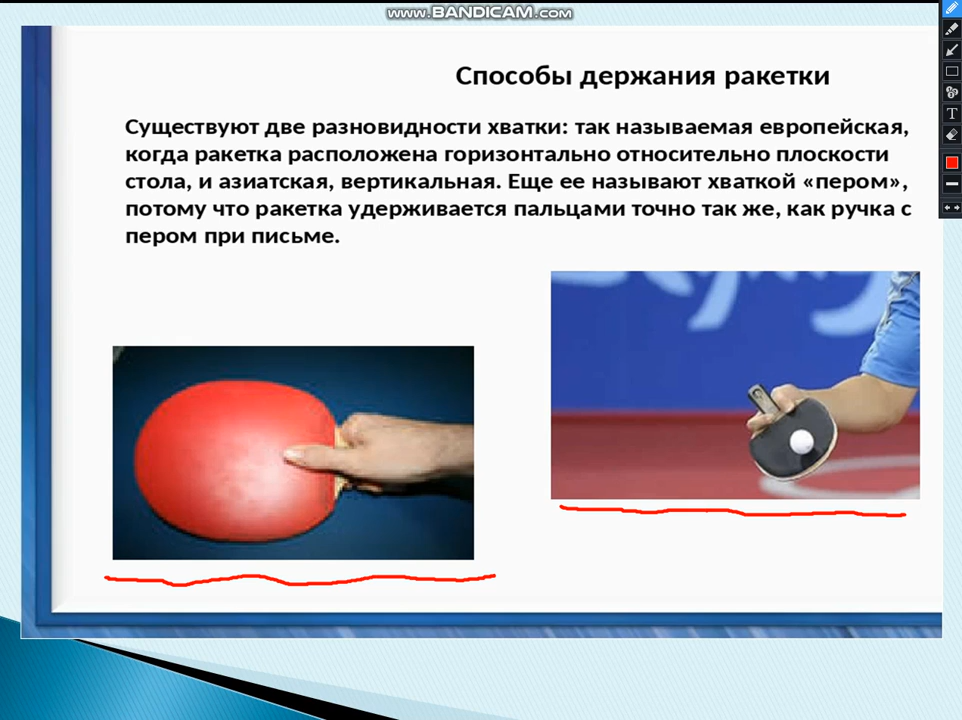 www.BANDICAM.com
Способы держания ракетки
Существуют две разновидности хватки: так называемая европейская,
когда ракетка расположена горизонтально относительно плоскости
стола, и азиатская, вертикальная. Еще ее называют хваткой «пером»,
потому что ракетка удерживается пальцами точно так же, как ручка с
пером при письме.